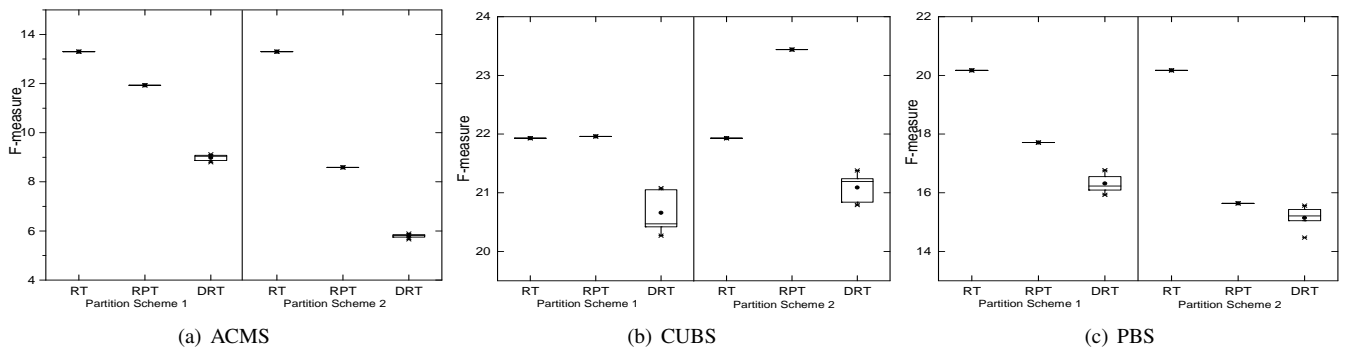 F-measure
14
12
10
8
6
4
RT RPT DRT RT RPT DRT
Partition Scheme 1 Partition Scheme 2
(a) ACMS
F-measure
24
23
22
21
20
RT RPT DRT RT RPT DRT
Partition Scheme 1 Partition Scheme 2
(b) CUBS
F-measure
22
20
18
16
14
RT RPT DRT RT RPT DRT
Partition Scheme 1 Partition Scheme 2
(c) PBS